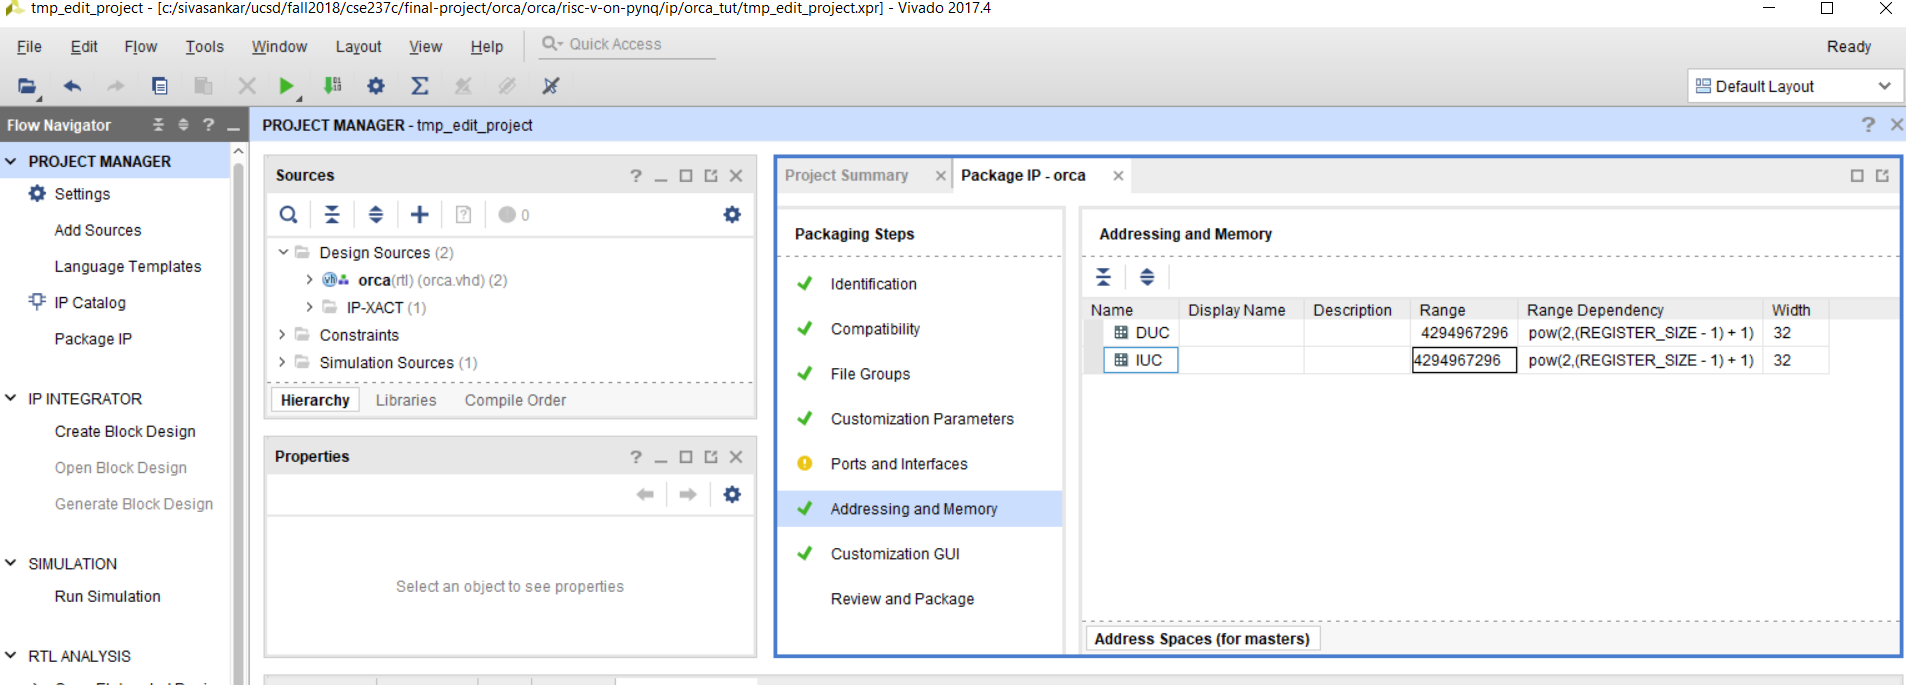 tmp_edit_project - [c:/sivasankar/ucsd/fall2018/cse237c/final-project/orca/orca/risc-v-on-pynq/ip/orca_tut/tmp_edit_project.xpr] - Vivado 2017.4
File Edit Flow Tools Window Layout View Help Quick Access Ready
Default Layout
Flow Navigator ? PROJECT MANAGER - tmp_edit_project ?
PROJECT MANAGER
Settings
Add Sources
Language Templates
IP Catalog
Package IP
IP INTEGRATOR
Create Block Design
Open Block Design
Generate Block Design
SIMULATION
Run Simulation
RTL ANALYSIS
Sources ?
? 0
Design Sources (2)
vh orca(rtl) (orca.vhd) (2)
IP-XACT (1)
Constraints
Simulation Sources (1)
Hierarchy Libraries Compile Order
Properties ?
Select an object to see properties
Project Summary Package IP - orca
Packaging Steps
Identification
Compatibility
File Groups
Customization Parameters
Ports and Interfaces
Addressing and Memory
Customization GUI
Review and Package
Addressing and Memory
Name Display Name Description Range Range Dependency Width
DUC 4294967296 pow(2,(REGISTER_SIZE - 1) + 1) 32
IUC 4294967296 pow(2,(REGISTER_SIZE - 1) + 1) 32
Address Spaces (for masters)